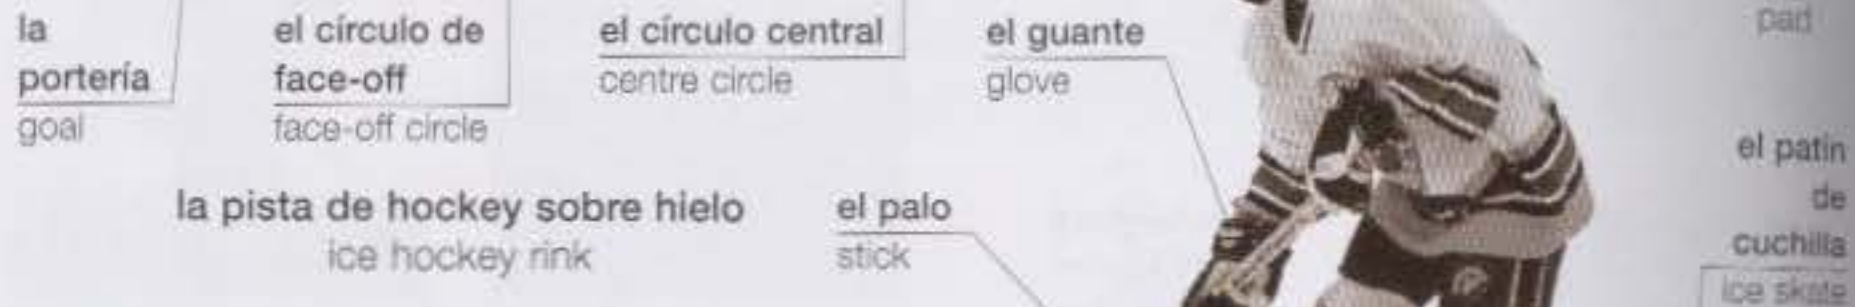 la
portería
goal
el círculo de
face-off
face-off circle
el círculo central
centre circle
el guante
glove
pad
la pista de hockey sobre hielo
ice hockey rink
el palo
stick
el patín
de
cuchilla
ice skate